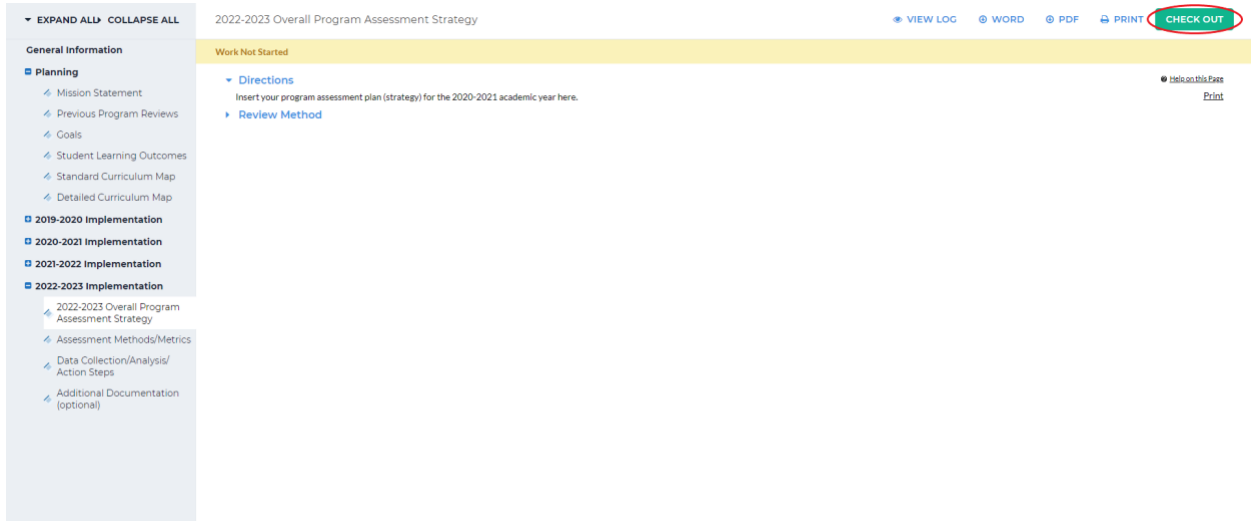 EXPAND ALL COLLAPSE ALL
2022-2023 Overall Program Assessment Strategy
VIEW LOG
WORD
PDF
PRINT
CHECK OUT
General Information
Work Not Started
Planning
Mission Statement
Previous Program Reviews
Goals
Student Learning Outcomes
Standard Curriculum Map
Detailed Curriculum Map
2019-2020 Implementation
2020-2021 Implementation
2021-2022 Implementation
2022-2023 Implementation
2022-2023 Overall Program
Assessment Strategy
Assessment Methods/Metrics
Data Collection/Analysis/
Action Steps
Additional Documentation
(optional)
Directions
Insert your program assessment plan (strategy) for the 2020-2021 academic year here.
Review Method
Help on this Page
Print